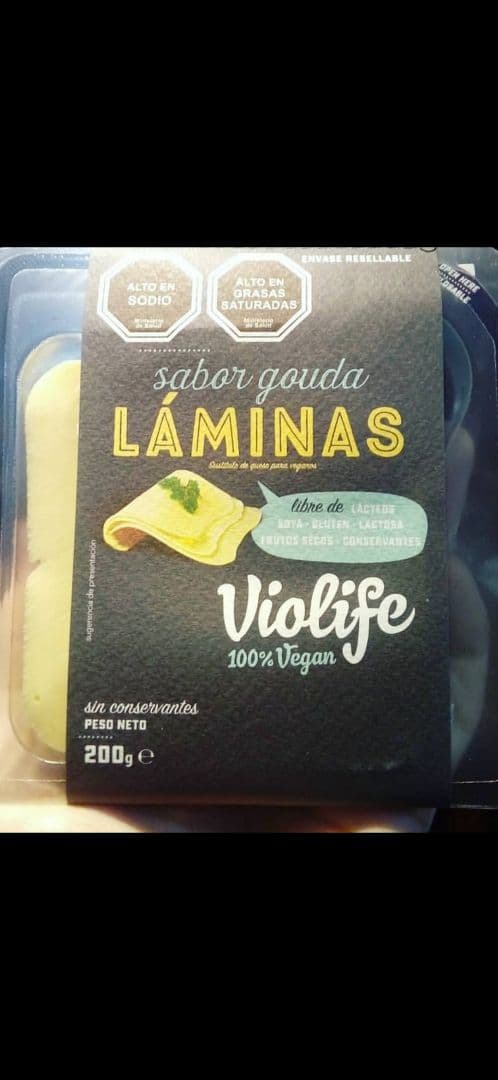 ENVASE RESELLABLE
OPEN HERE
ALTO EN
SODIO
Ministerio
de Salud
ALTO EN
GRASAS
SATURADAS
Ministerio
de Salud
sabor gouda
LÁMINAS
Sustituto de queso para veganos
libre de LÁCTEOS
SOYA - GLUTEN - LACTOSA
FRUTOS SECOS - CONSERVANTES
sugerencia de presentación
Violife
100% Vegan
sin conservantes
PESO NETO
200g e